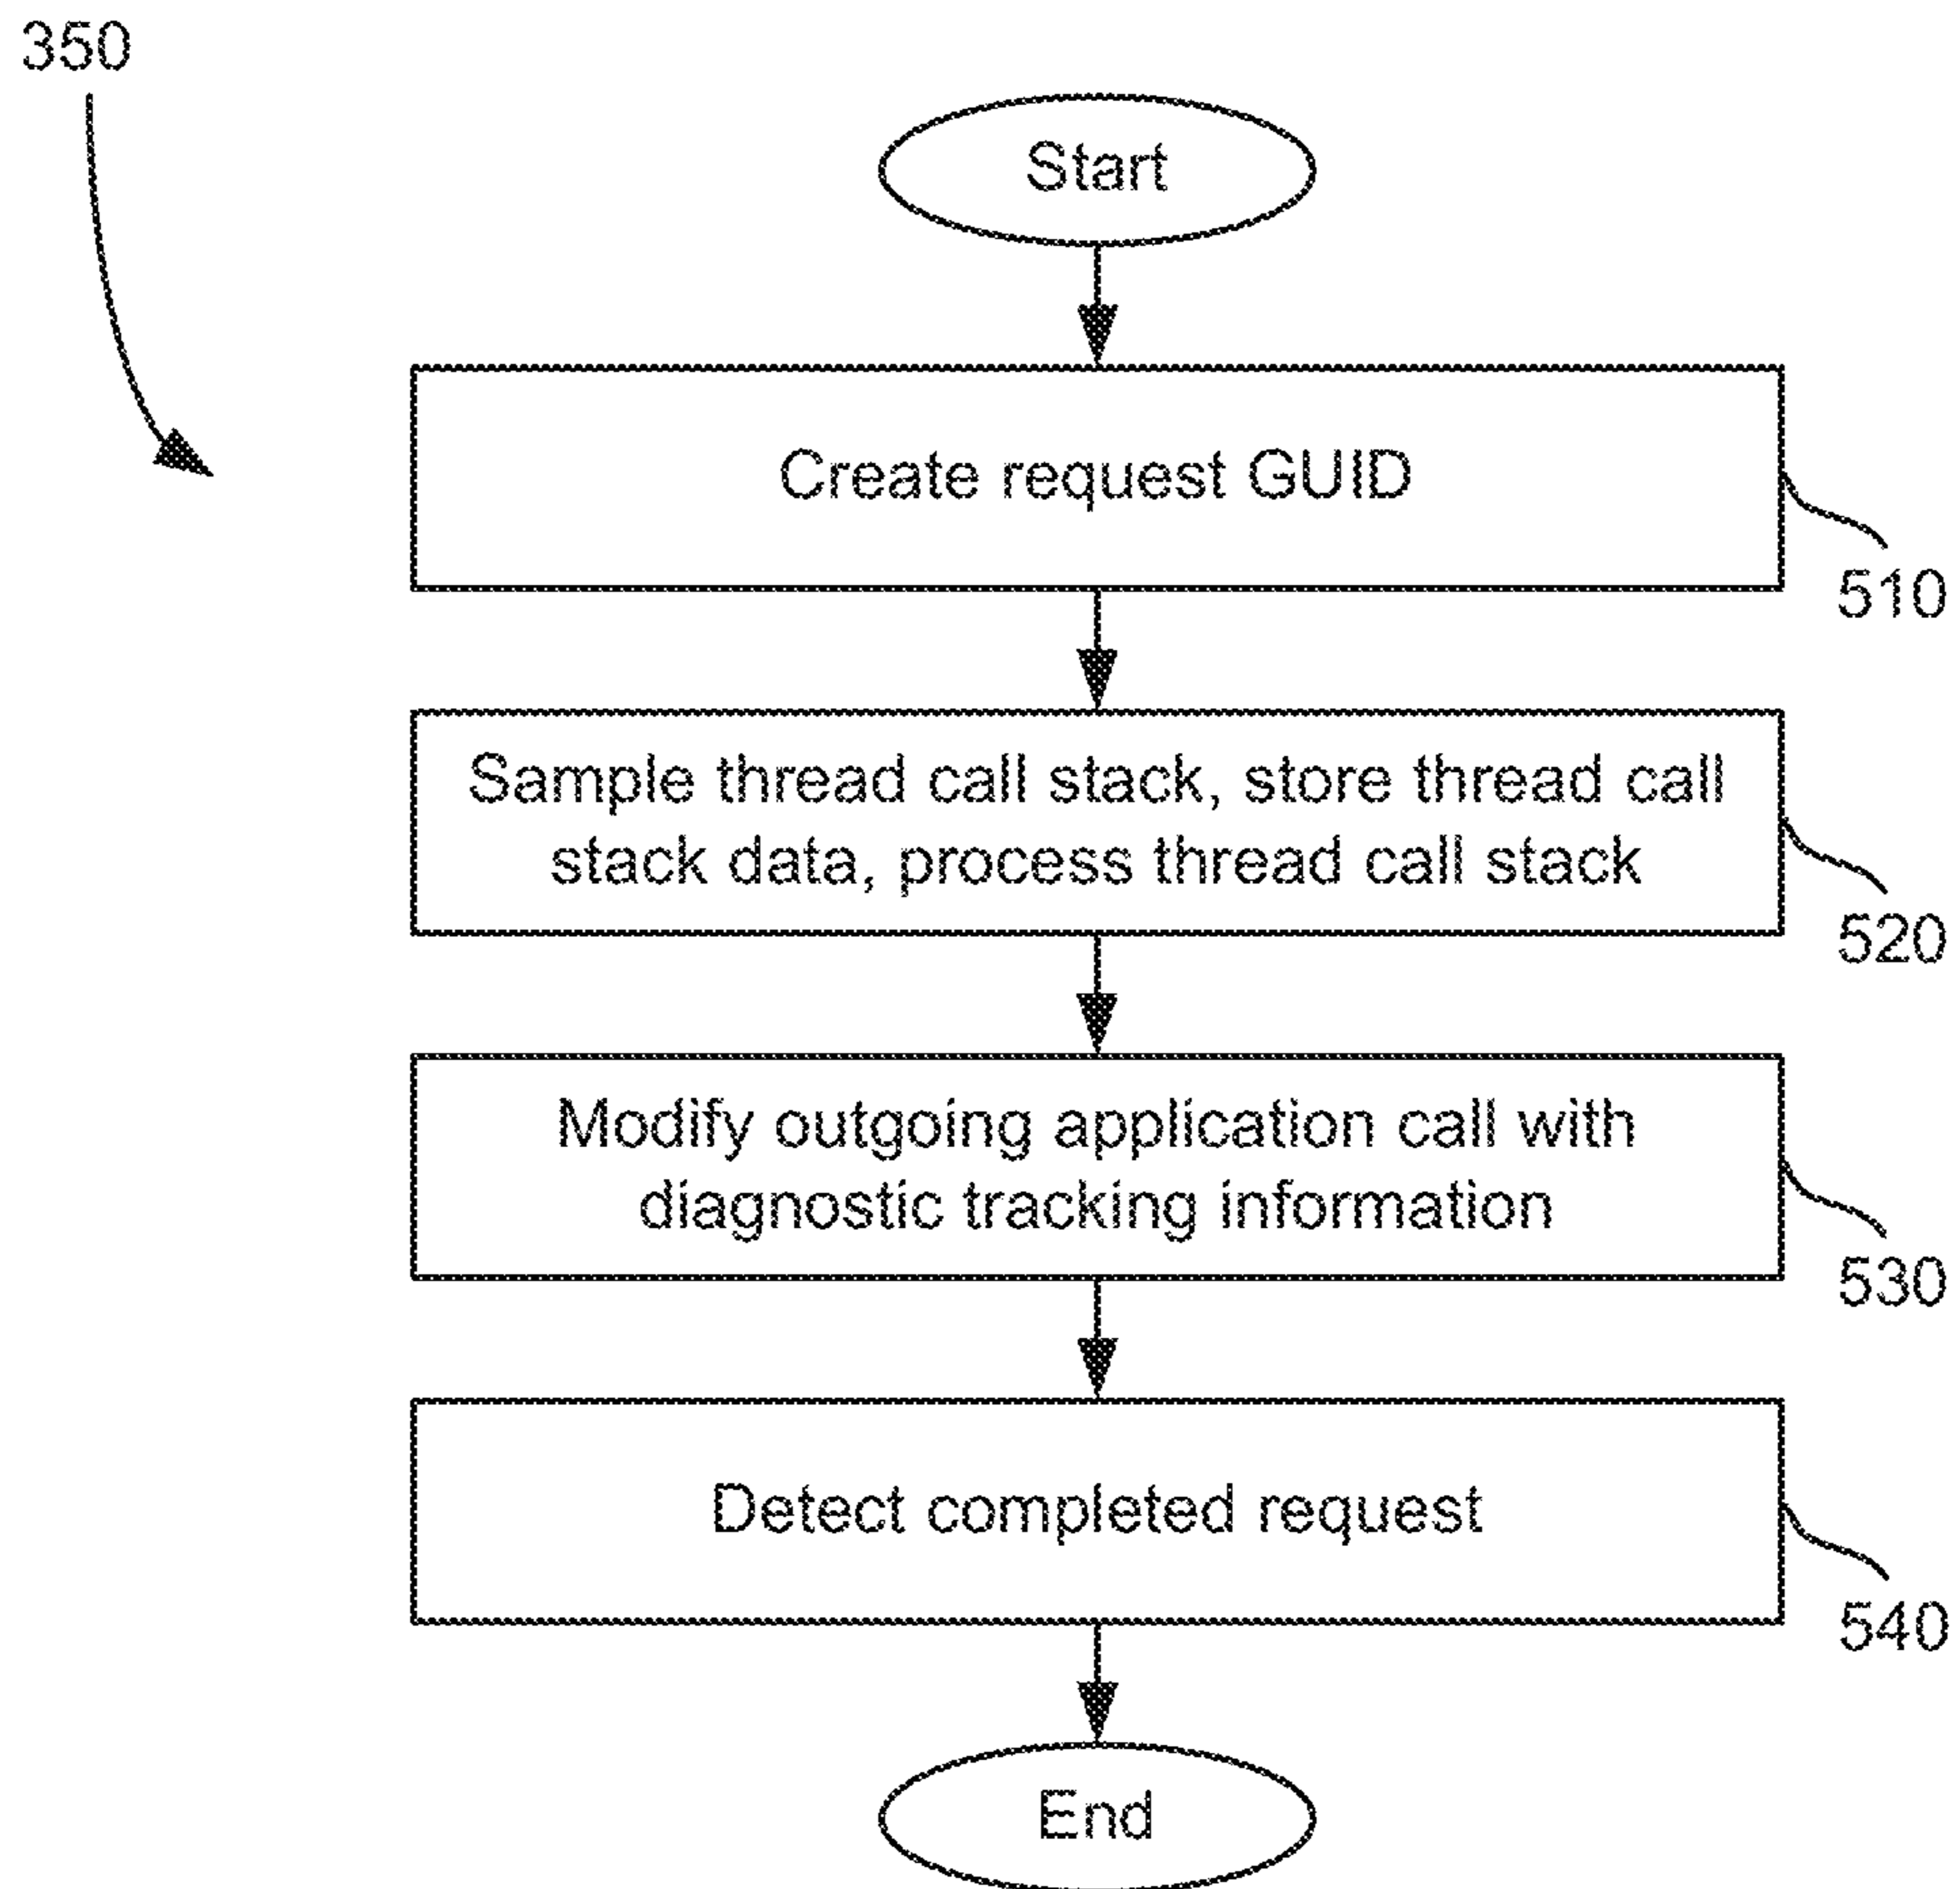 350
Start
Create request GUID
510
Sample thread call stack, store thread call
stack data, process thread call stack
520
Modify outgoing application call with
diagnostic tracking information
530
Detect completed request
540
End